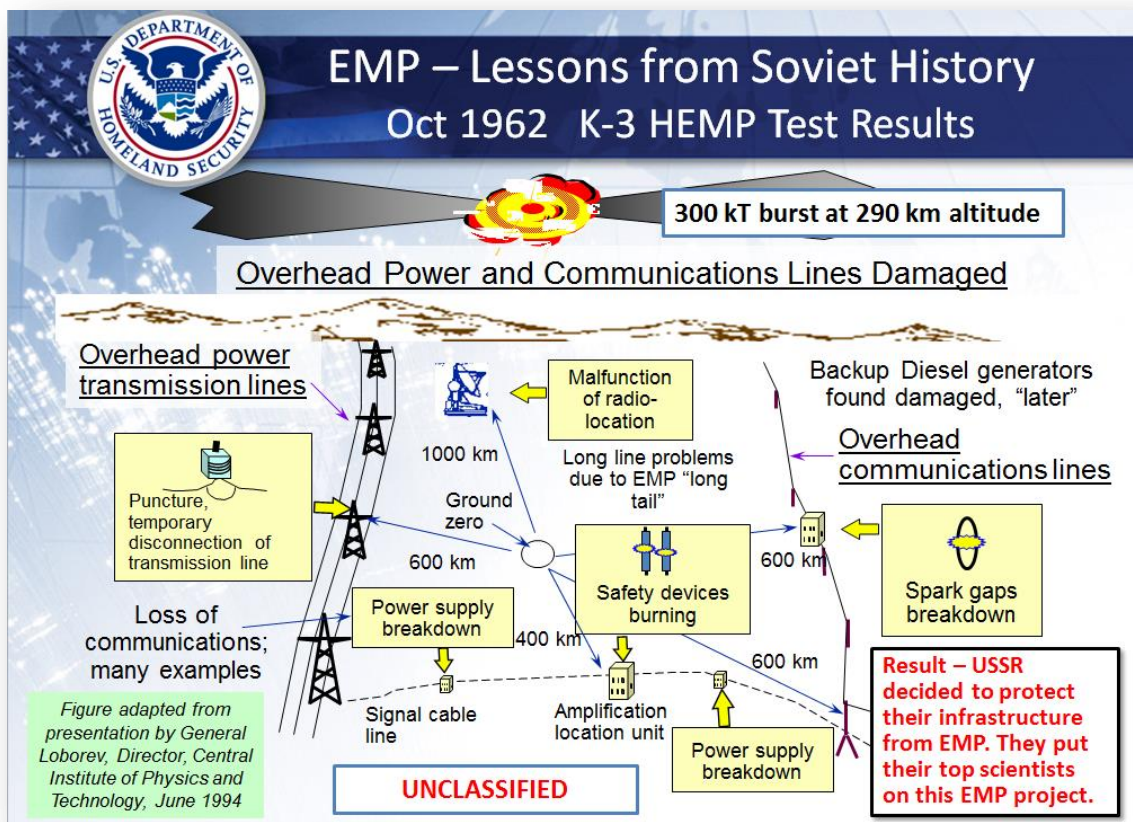 U.S. DEPARTMENT OF
HOMELAND SECURITY
EMP – Lessons from Soviet History
Oct 1962 K-3 HEMP Test Results
300 kT burst at 290 km altitude
Overhead Power and Communications Lines Damaged
Overhead power
transmission lines
Malfunction
of radio-
location
Backup Diesel generators
found damaged, “later”
1000 km
Long line problems
due to EMP “long
tail”
Overhead
communications lines
Puncture,
temporary
disconnection of
transmission line
Ground
zero
600 km
600 km
Safety devices
burning
Spark gaps
breakdown
Loss of
communications;
many examples
Power supply
breakdown
400 km
600 km
Signal cable
line
Amplification
location unit
Power supply
breakdown
Result – USSR
decided to protect
their infrastructure
from EMP. They put
their top scientists
on this EMP project.
Figure adapted from
presentation by General
Loborev, Director, Central
Institute of Physics and
Technology, June 1994
UNCLASSIFIED